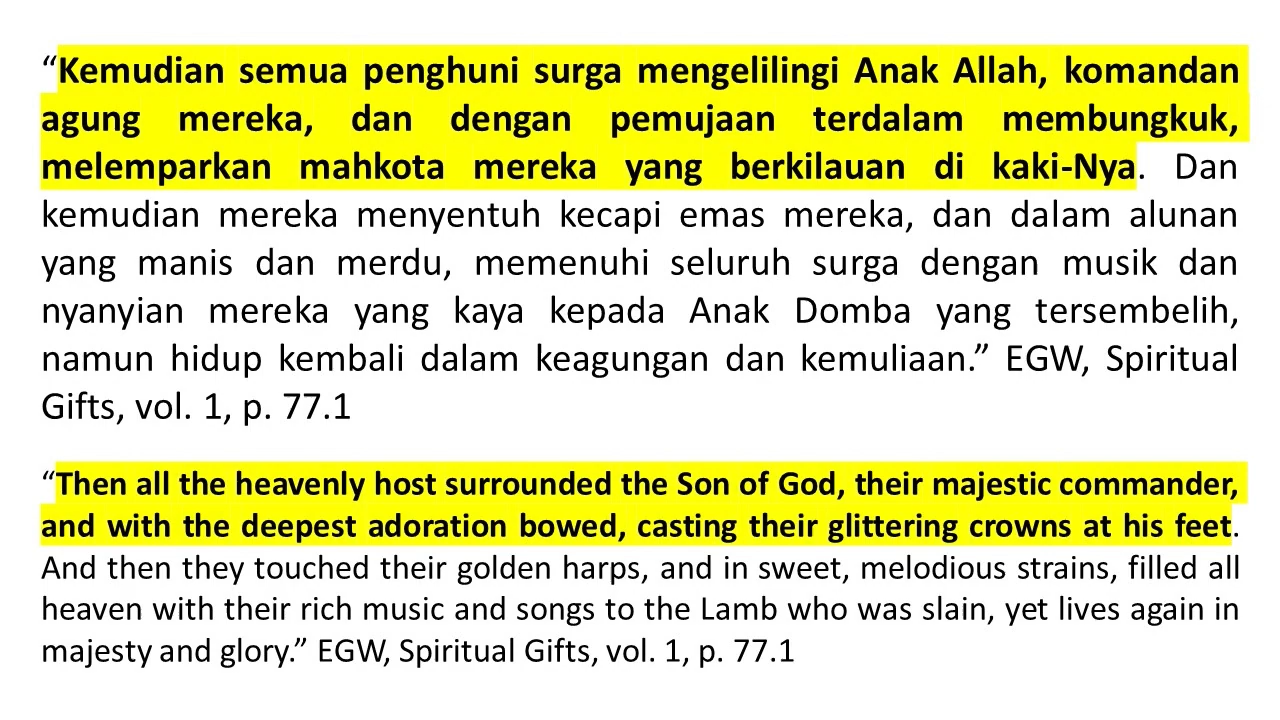 “Kemudian semua penghuni surga mengelilingi Anak Allah, komandan
agung mereka, dan dengan pemujaan terdalam membungkuk,
melemparkan mahkota mereka yang berkilauan di kaki-Nya. Dan
kemudian mereka menyentuh kecapi emas mereka, dan dalam alunan
yang manis dan merdu, memenuhi seluruh surga dengan musik dan
nyanyian mereka yang kaya kepada Anak Domba yang tersembelih,
namun hidup kembali dalam keagungan dan kemuliaan.” EGW, Spiritual
Gifts, vol. 1, p. 77.1
“Then all the heavenly host surrounded the Son of God, their majestic commander,
and with the deepest adoration bowed, casting their glittering crowns at his feet.
And then they touched their golden harps, and in sweet, melodious strains, filled all
heaven with their rich music and songs to the Lamb who was slain, yet lives again in
majesty and glory.” EGW, Spiritual Gifts, vol. 1, p. 77.1